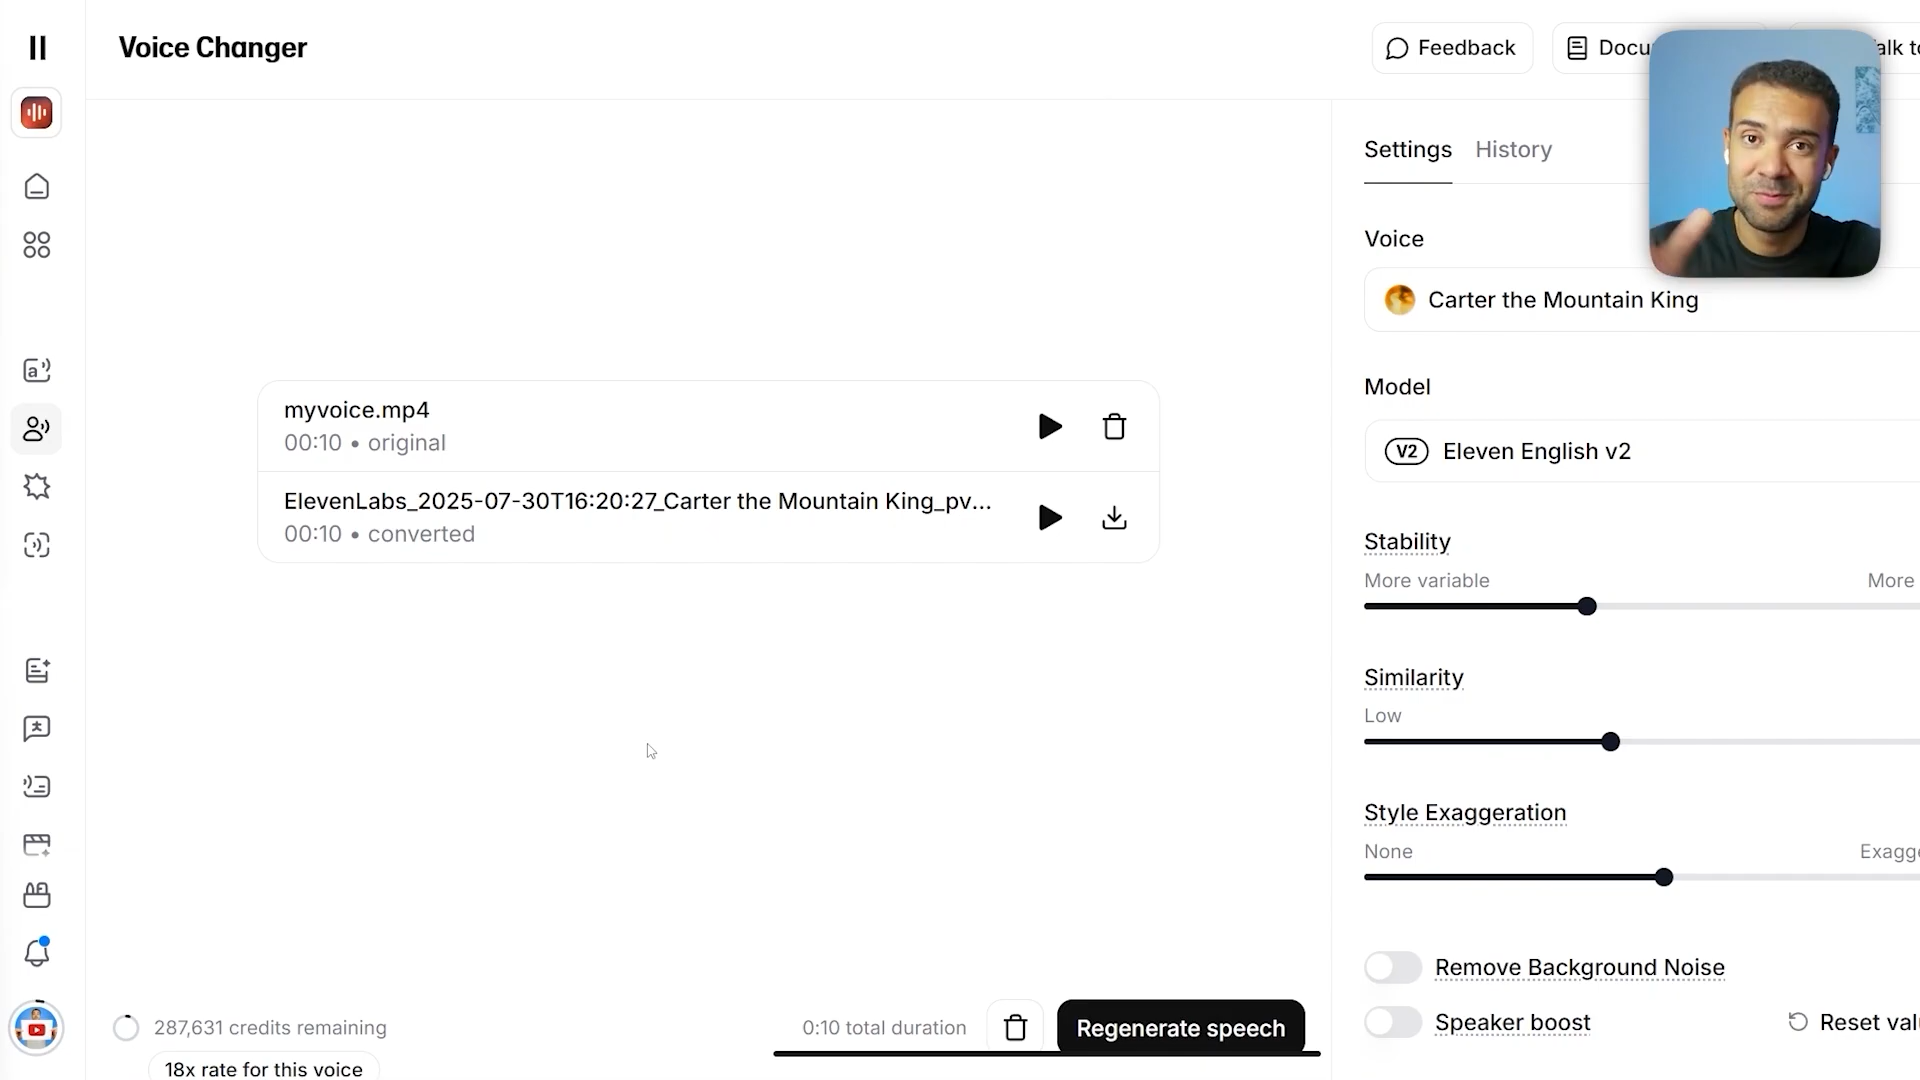 Voice Changer
Feedback
Docu
alk to
Settings
History
Voice
Carter the Mountain King
Model
V2 Eleven English v2
myvoice.mp4
00:10 • original
ElevenLabs_2025-07-30T16:20:27_Carter the Mountain King_pv...
00:10 • converted
Stability
More variable
More
Similarity
Low
Style Exaggeration
None
Exagge
Remove Background Noise
Speaker boost
Reset val
287,631 credits remaining
0:10 total duration
Regenerate speech
18x rate for this voice